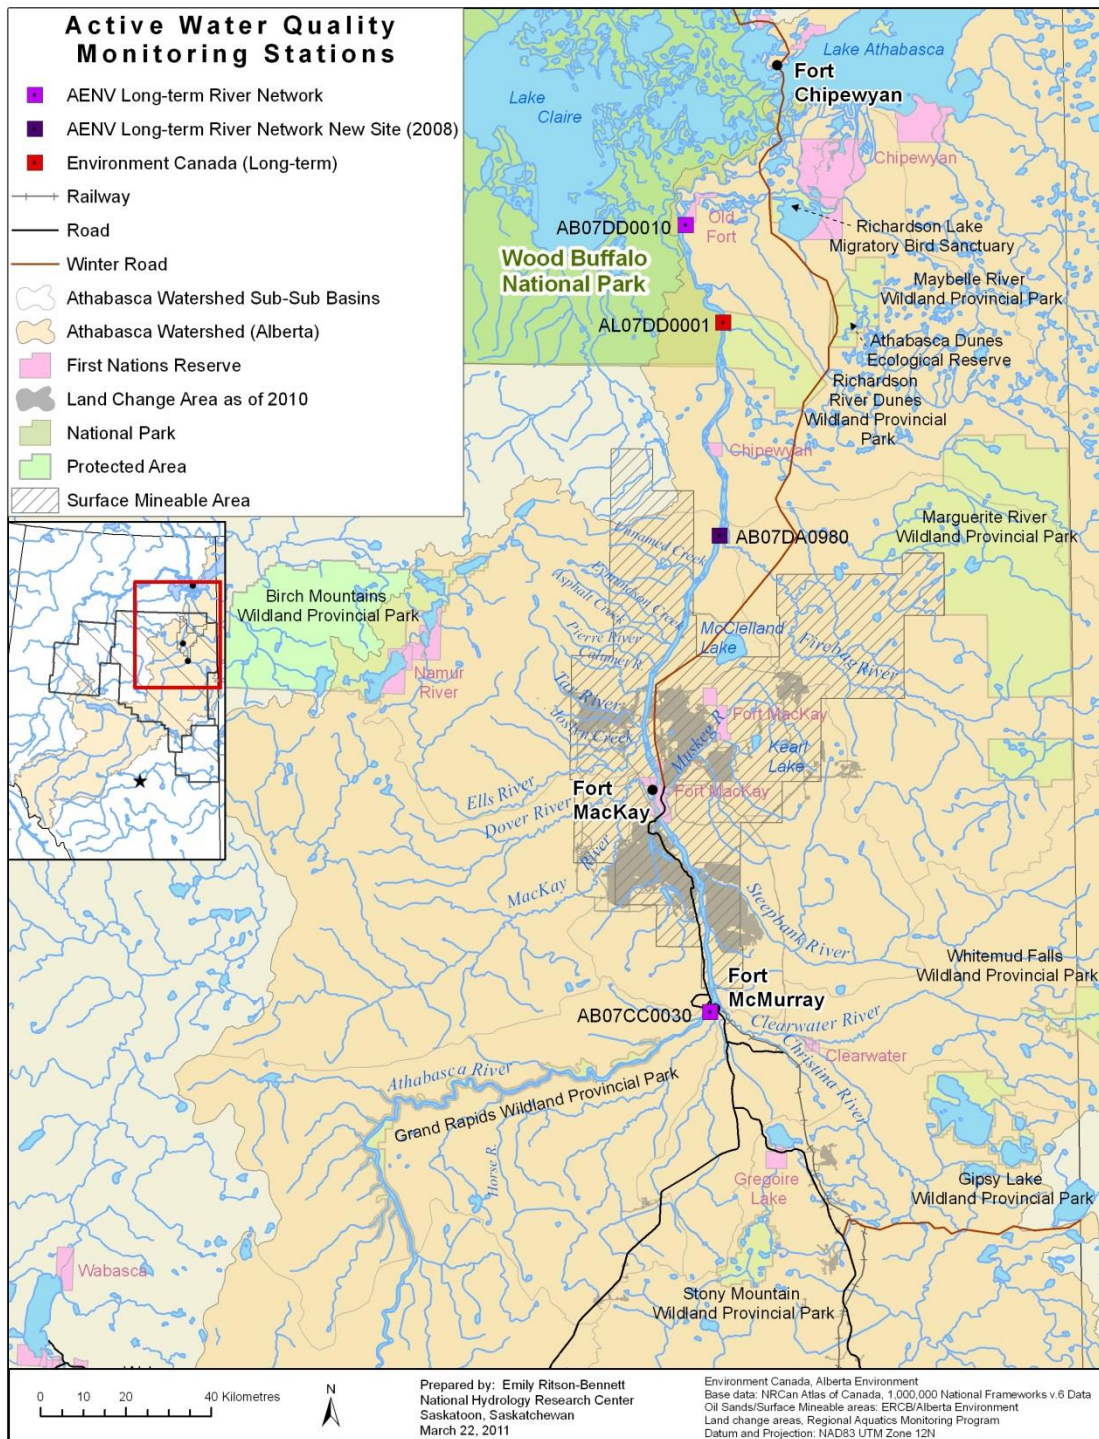 Active Water Quality
Monitoring Stations
AENV Long-term River Network
AENV Long-term River Network New Site (2008)
Environment Canada (Long-term)
Railway
Road
Winter Road
Athabasca Watershed Sub-Sub Basins
Athabasca Watershed (Alberta)
First Nations Reserve
Land Change Area as of 2010
National Park
Protected Area
Surface Mineable Area
Lake Athabasca
Fort
Chipewyan
Lake
Claire
Chipewyan
AB07DD0010
Old
Fort
Richardson Lake
Migratory Bird Sanctuary
Wood Buffalo
National Park
Maybelle River
Wildland Provincial Park
AL07DD0001
Athabasca Dunes
Ecological Reserve
Richardson
River Dunes
Wildland Provincial
Park
Chipewyan
Marguerite River
Wildland Provincial Park
AB07DA0980
Unnamed Creek
Eymundson Creek
Asphalt Creek
Pierre River
Calumet R.
Birch Mountains
Wildland Provincial Park
McClelland
Lake
Firebag River
Namur
River
Tar River
Joslyn Creek
Fort MacKay
Muskeg R.
Kearl
Lake
Ells River
Fort
MacKay
Fort MacKay
Dover River
MacKay River
Steepbank River
Whitemud Falls
Wildland Provincial Park
Fort
McMurray
AB07CC0030
Clearwater River
Clearwater
Christina River
Athabasca River
Grand Rapids Wildland Provincial Park
Horse R.
Gregoire
Lake
Gipsy Lake
Wildland Provincial Park
Wabasca
Stony Mountain
Wildland Provincial Park
0 10 20 40 Kilometres
N
Prepared by: Emily Ritson-Bennett
National Hydrology Research Center
Saskatoon, Saskatchewan
March 22, 2011
Environment Canada, Alberta Environment
Base data: NRCan Atlas of Canada, 1,000,000 National Frameworks v.6 Data
Oil Sands/Surface Mineable areas: ERCB/Alberta Environment
Land change areas, Regional Aquatics Monitoring Program
Datum and Projection: NAD83 UTM Zone 12N